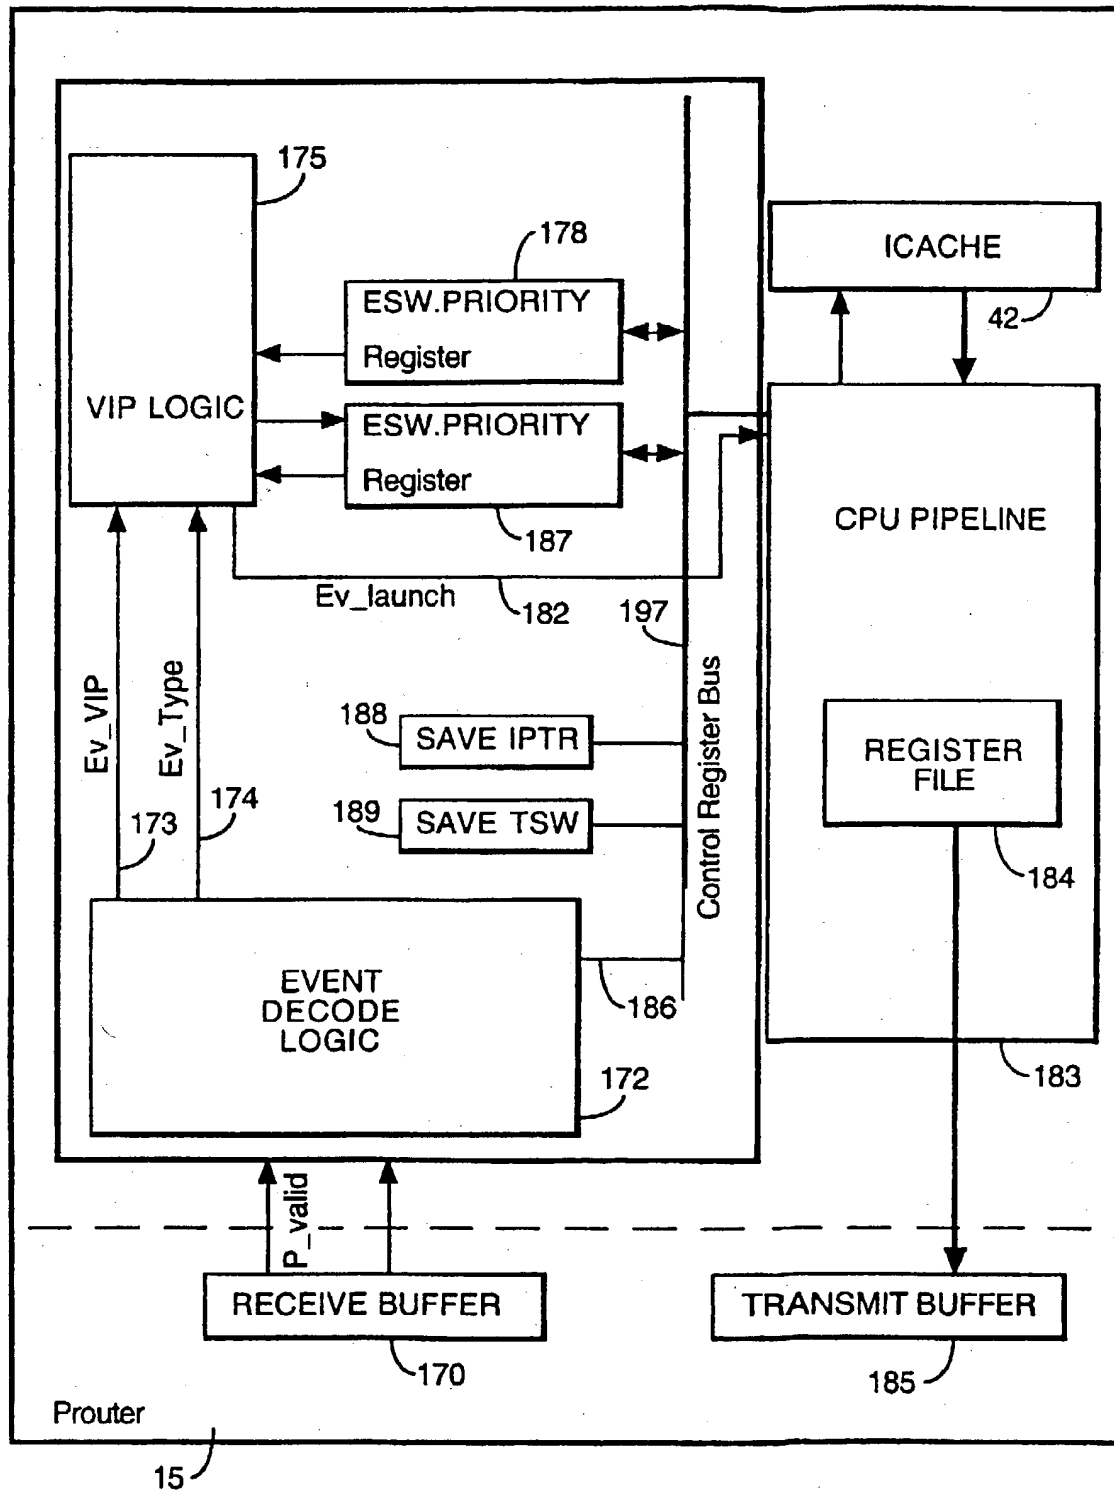 175
178
ICACHE
42
ESW.PRIORITY
Register
VIP LOGIC
ESW.PRIORITY
Register
187
CPU PIPELINE
Ev_launch
182
197
Ev_VIP
Ev_Type
Control Register Bus
188
SAVE IPTR
189
SAVE TSW
REGISTER
FILE
184
173
174
EVENT
DECODE
LOGIC
186
172
183
P_valid
RECEIVE BUFFER
170
TRANSMIT BUFFER
185
Prouter
15